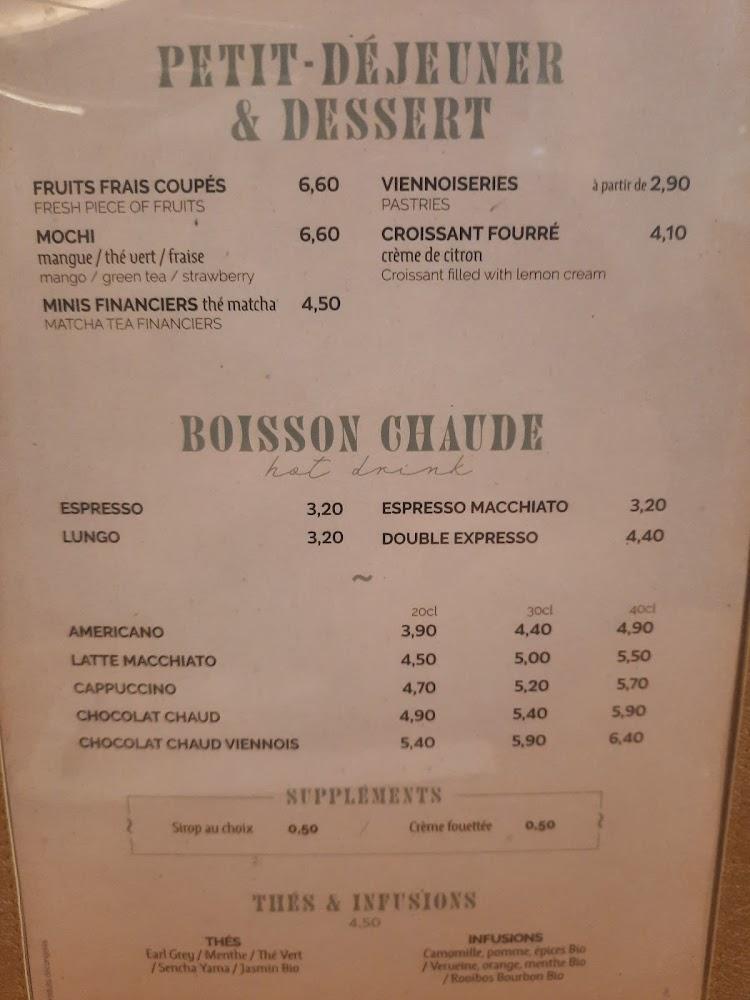 PETIT-DÉJEUNER
& DESSERT
FRUITS FRAIS COUPÉS 6,60
FRESH PIECE OF FRUITS
MOCHI 6,60
mangue / thé vert / fraise
mango / green tea / strawberry
MINIS FINANCIERS thé matcha 4,50
MATCHA TEA FINANCIERS
VIENNOISERIES à partir de 2,90
PASTRIES
CROISSANT FOURRÉ 4,10
crème de citron
Croissant filled with lemon cream
BOISSON CHAUDE
hot drink
ESPRESSO 3,20
LUNGO 3,20
ESPRESSO MACCHIATO 3,20
DOUBLE EXPRESSO 4,40
~
20cl 30cl 40cl
AMERICANO 3,90 4,40 4,90
LATTE MACCHIATO 4,50 5,00 5,50
CAPPUCCINO 4,70 5,20 5,70
CHOCOLAT CHAUD 4,90 5,40 5,90
CHOCOLAT CHAUD VIENNOIS 5,40 5,90 6,40
SUPPLÉMENTS
Sirop au choix 0,50 / Crème fouettée 0,50
THÉS & INFUSIONS
4,50
THÉS
Earl Grey / Menthe / Thé Vert
/ Sencha Yama / Jasmin Bio
INFUSIONS
Camomille, pomme, épices Bio
/ Verveine, orange, menthe Bio
/ Rooibos Bourbon Bio